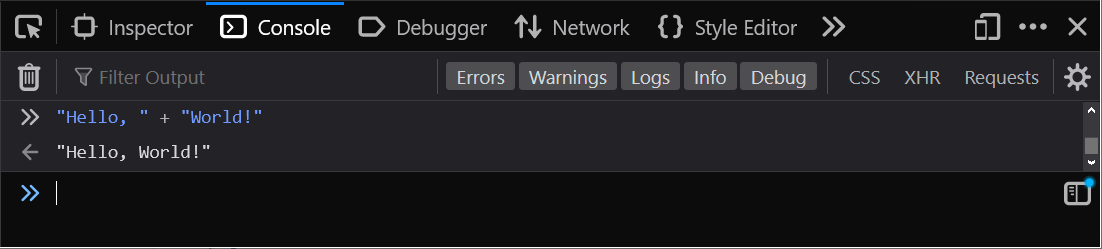 Inspector Console Debugger Network Style Editor
Filter Output Errors Warnings Logs Info Debug CSS XHR Requests
"Hello, " + "World!"
"Hello, World!"